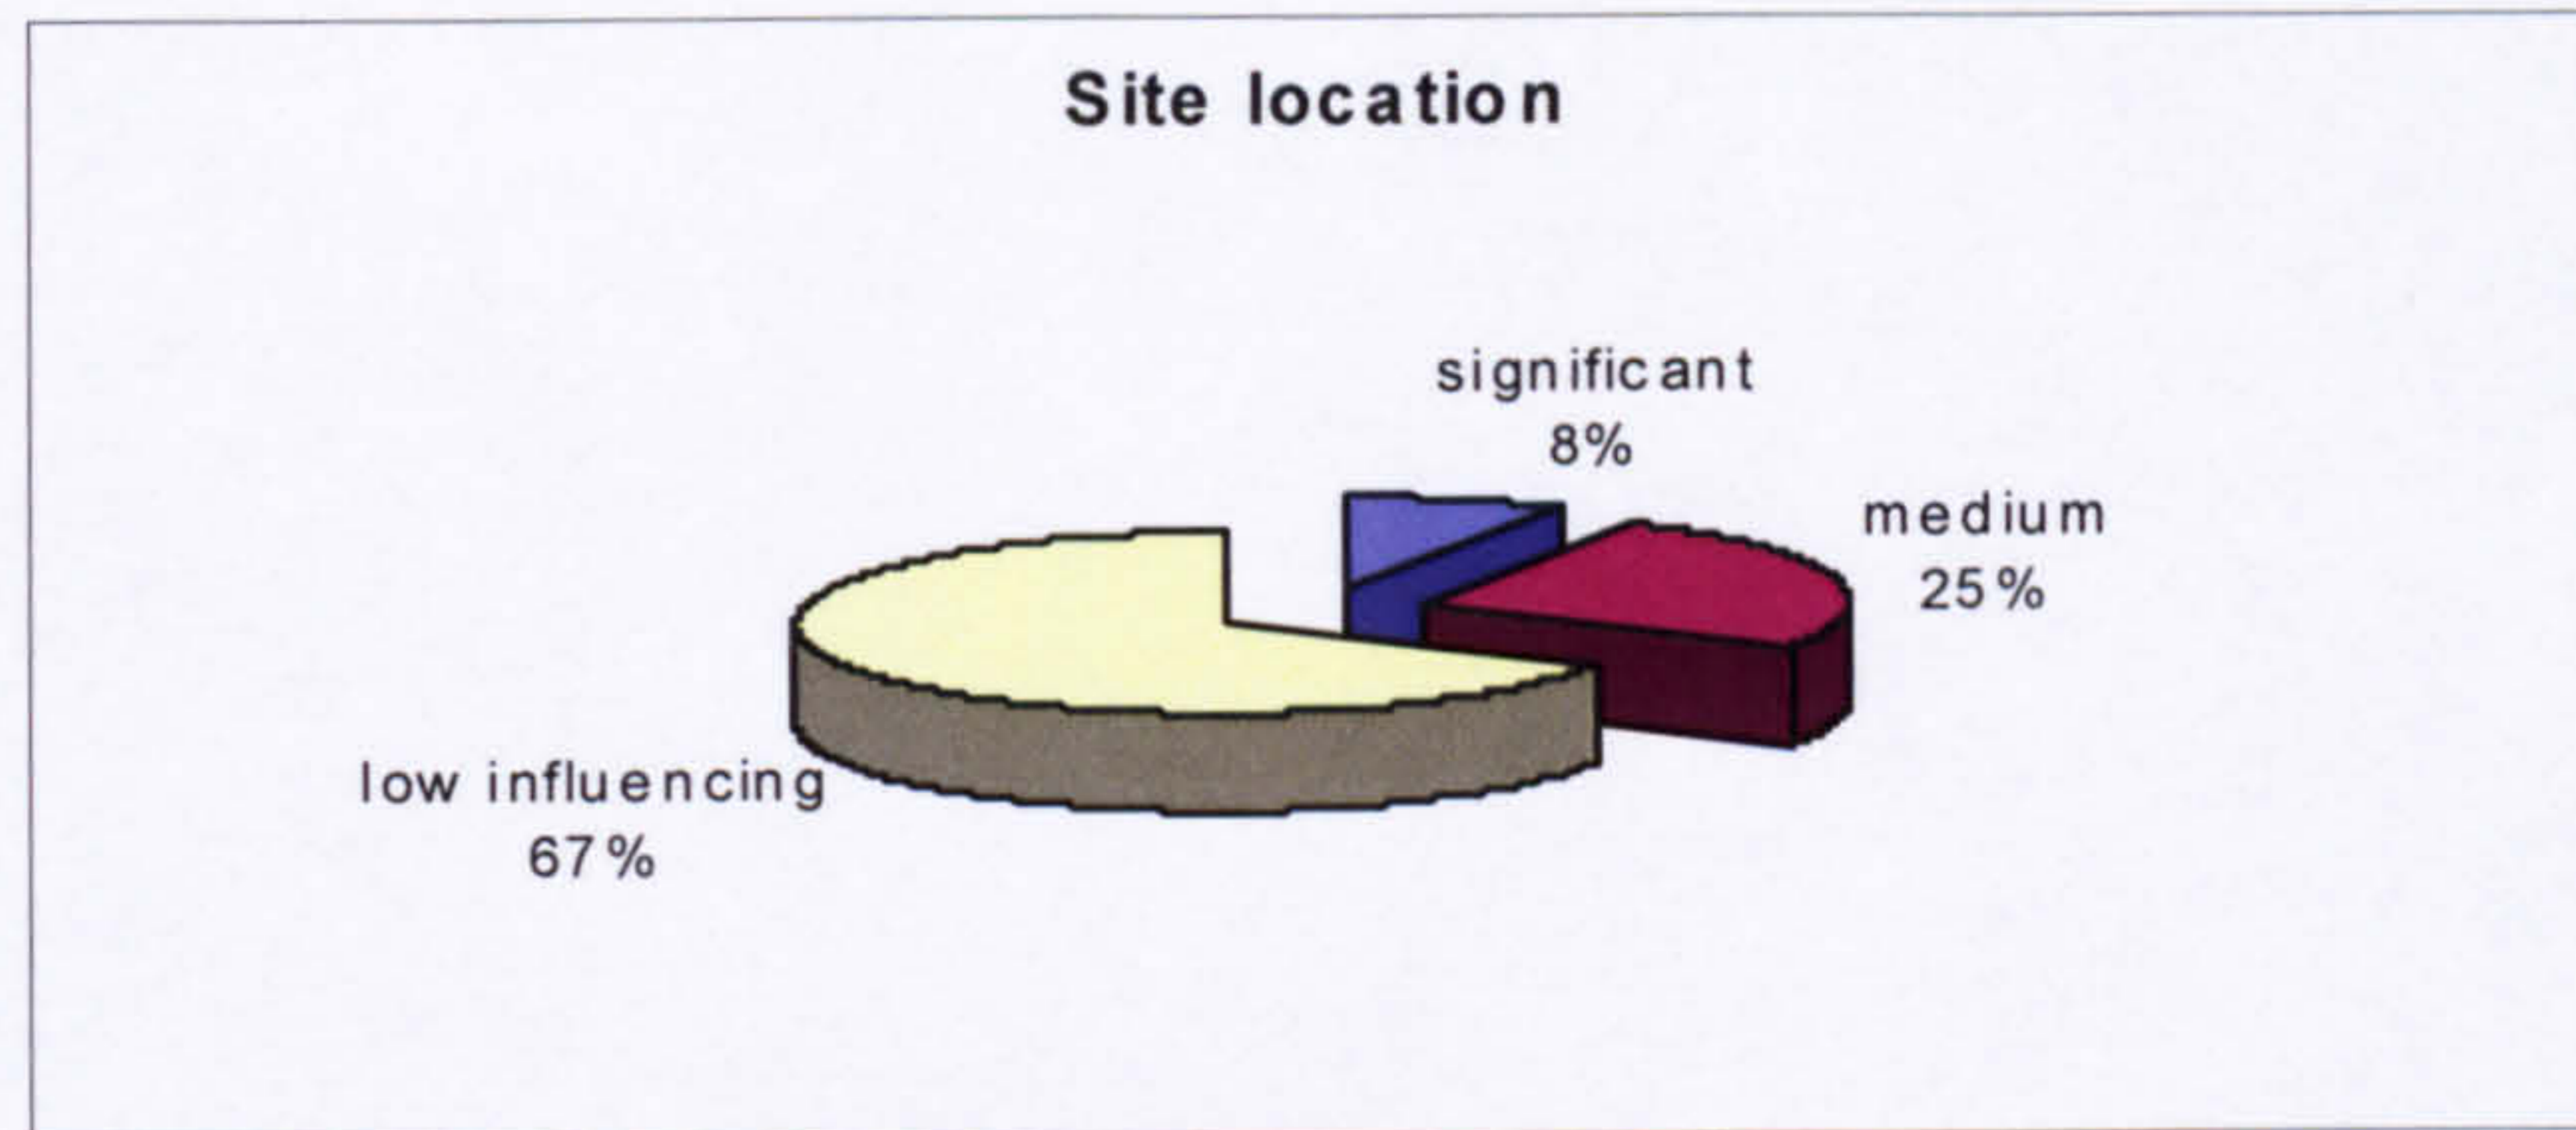 Site location
significant
8%
medium
25%
low influencing
67%